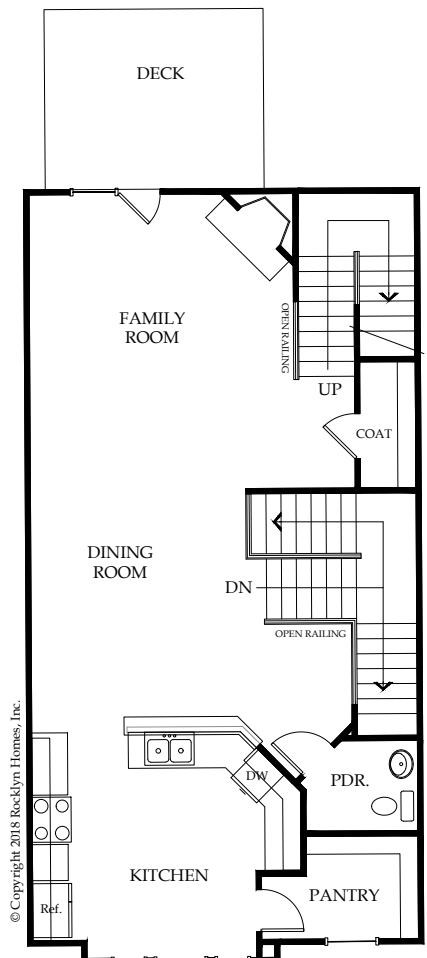 DECK
FAMILY
ROOM
OPEN RAILING
UP
COAT
DINING
ROOM
DN
OPEN RAILING
© Copyright 2018 Rocklyn Homes, Inc.
DW
PDR.
KITCHEN
PANTRY
Ref.